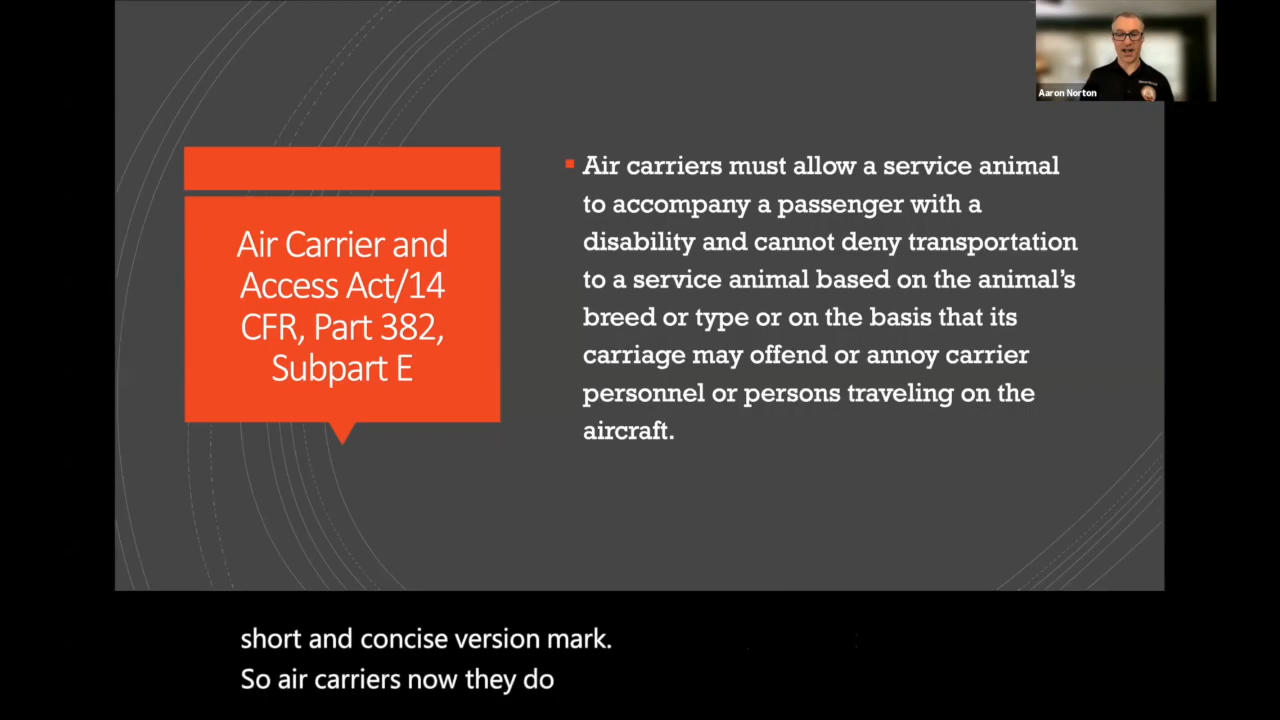 Aaron Norton
Air Carrier and
Access Act/14
CFR, Part 382,
Subpart E
Air carriers must allow a service animal
to accompany a passenger with a
disability and cannot deny transportation
to a service animal based on the animal’s
breed or type or on the basis that its
carriage may offend or annoy carrier
personnel or persons traveling on the
aircraft.
short and concise version mark.
So air carriers now they do